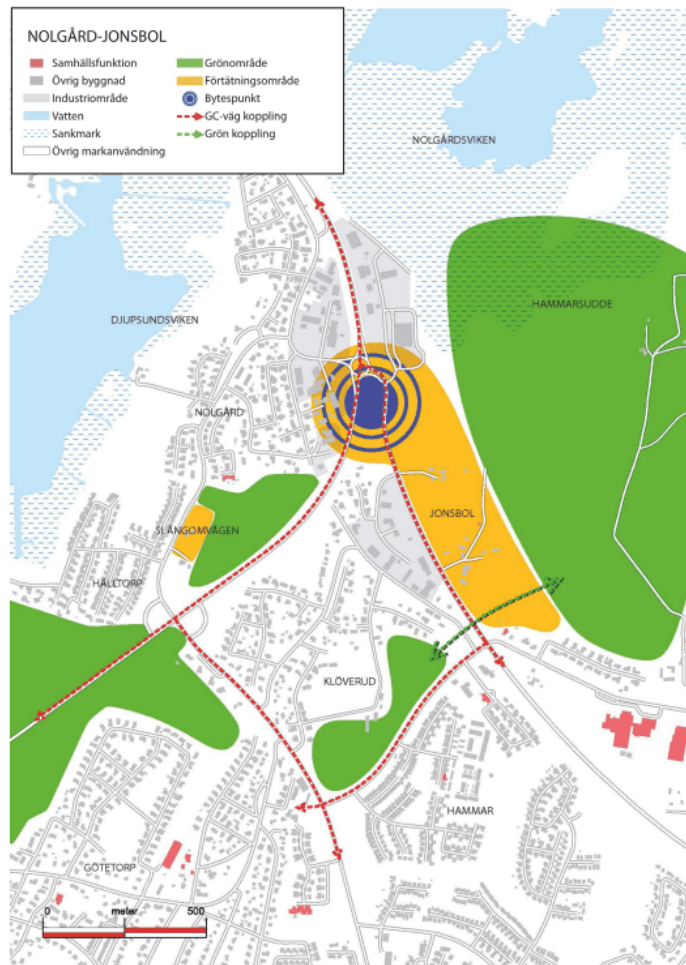 NOLGÅRD-JONSBOL
Samhällsfunktion
Övrig byggnad
Industriområde
Vatten
Sankmark
Övrig markanvändning
Grönområde
Förtätningsområde
Bytespunkt
GC-väg koppling
Grön koppling
NOLGÅRDSVIKEN
HAMMARSUDDE
DJUPSUNDSVIKEN
NOLGÅRD
JONSBOL
SLÅNGOMVÄGEN
HÄLLTORP
KLÖVERUD
HAMMAR
GÖTETORP
0 meter 500